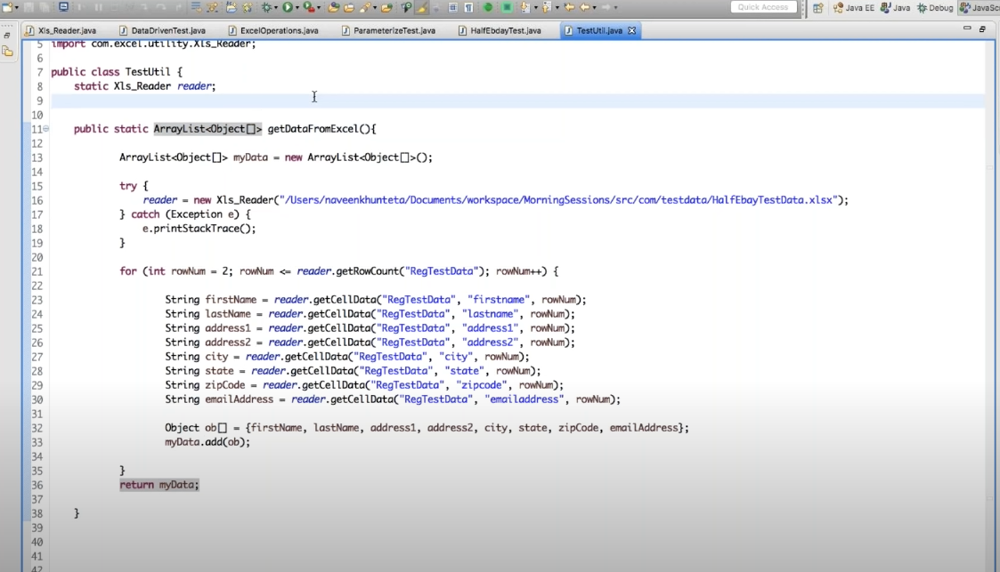 Quick Access
Java EE
Java
Debug
JavaSc
Xls_Reader.java
DataDrivenTest.java
ExcelOperations.java
ParameterizeTest.java
HalfEbdayTest.java
TestUtil.java
5 import com.excel.utility.Xls_Reader;
6
7 public class TestUtil {
8 static Xls_Reader reader;
9
10
11 public static ArrayList<Object[]> getDataFromExcel(){
12
13 ArrayList<Object[]> myData = new ArrayList<Object[]>();
14
15 try {
16 reader = new Xls_Reader("/Users/naveenkhunteta/Documents/workspace/MorningSessions/src/com/testdata/HalfEbayTestData.xlsx");
17 } catch (Exception e) {
18 e.printStackTrace();
19 }
20
21 for (int rowNum = 2; rowNum <= reader.getRowCount("RegTestData"); rowNum++) {
22
23 String firstName = reader.getCellData("RegTestData", "firstname", rowNum);
24 String lastName = reader.getCellData("RegTestData", "lastname", rowNum);
25 String address1 = reader.getCellData("RegTestData", "address1", rowNum);
26 String address2 = reader.getCellData("RegTestData", "address2", rowNum);
27 String city = reader.getCellData("RegTestData", "city", rowNum);
28 String state = reader.getCellData("RegTestData", "state", rowNum);
29 String zipCode = reader.getCellData("RegTestData", "zipcode", rowNum);
30 String emailAddress = reader.getCellData("RegTestData", "emailaddress", rowNum);
31
32 Object ob[] = {firstName, lastName, address1, address2, city, state, zipCode, emailAddress};
33 myData.add(ob);
34
35 }
36 return myData;
37
38 }
39
40
41
42